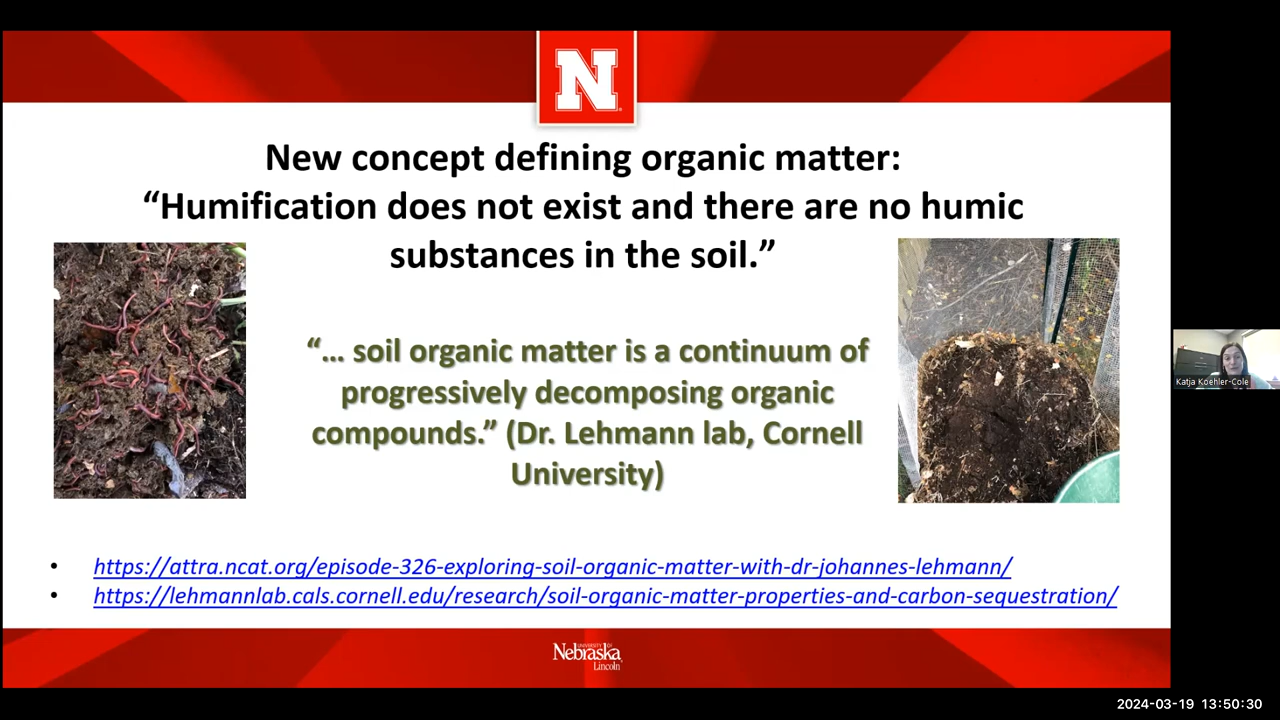 N
New concept defining organic matter:
“Humification does not exist and there are no humic
substances in the soil.”
“… soil organic matter is a continuum of
progressively decomposing organic
compounds.” (Dr. Lehmann lab, Cornell
University)
• https://attra.ncat.org/episode-326-exploring-soil-organic-matter-with-dr-johannes-lehmann/
• https://lehmannlab.cals.cornell.edu/research/soil-organic-matter-properties-and-carbon-sequestration/
Katja Koehler-Cole
UNIVERSITY OF
Nebraska
Lincoln
2024-03-19 13:50:30